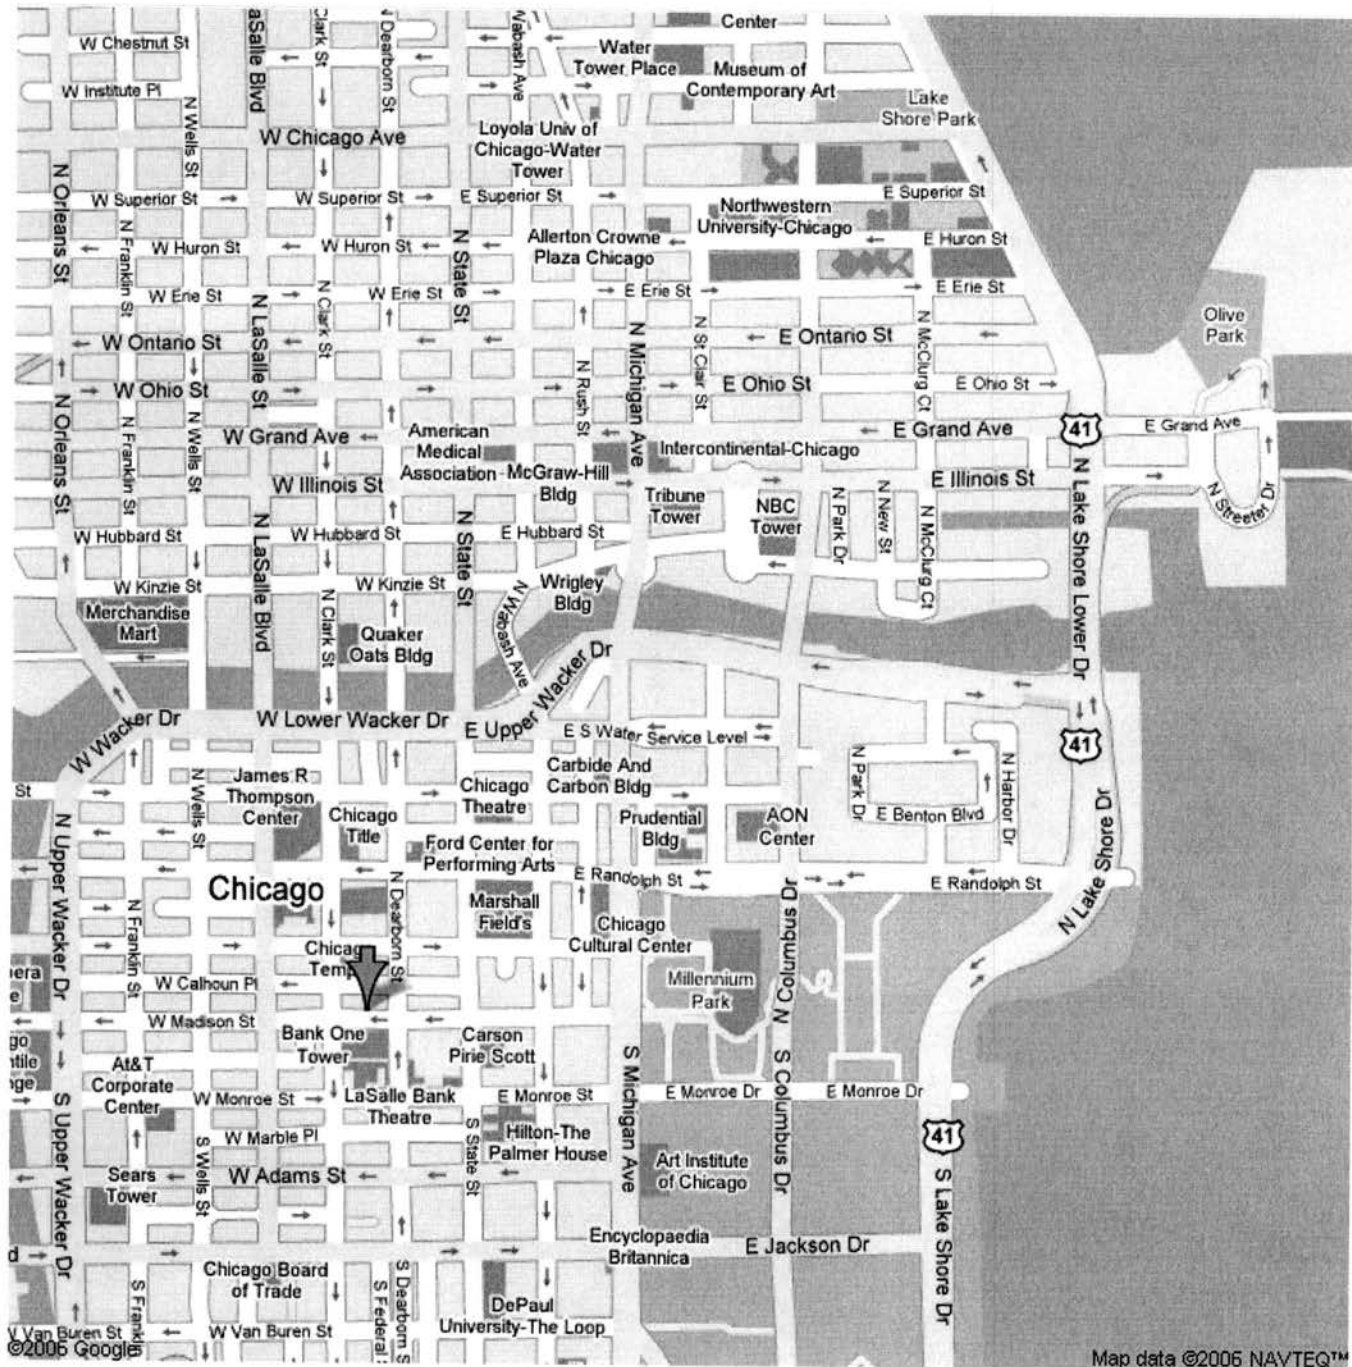 Center
W Chestnut St
LaSalle Blvd
Clark St
N Dearborn St
Wabash Ave
Water
Tower Place
Museum of
Contemporary Art
W Institute Pl
N Wells St
Lake
Shore Park
W Chicago Ave
Loyola Univ of
Chicago-Water
Tower
N Orleans St
W Superior St
W Superior St
E Superior St
E Superior St
N Franklin St
Northwestern
University-Chicago
W Huron St
W Huron St
N State St
Allerton Crowne
Plaza Chicago
E Huron St
W Erie St
N Clark St
W Erie St
E Erie St
E Erie St
N LaSalle St
N Michigan Ave
N St Clair St
N McClurg Ct
Olive
Park
W Ontario St
E Ontario St
W Ohio St
N Rush St
E Ohio St
E Ohio St
N Orleans St
N Franklin St
N Wells St
W Grand Ave
American
Medical
Association
E Grand Ave
41
E Grand Ave
Intercontinental-Chicago
McGraw-Hill
Bldg
W Illinois St
E Illinois St
N Lake Shore Lower Dr
N Streeter Dr
Tribune
Tower
NBC
Tower
N Park Dr
N New St
N McClurg Ct
W Hubbard St
N LaSalle Blvd
W Hubbard St
N State St
E Hubbard St
W Kinzie St
W Kinzie St
Wrigley
Bldg
N Wabash Ave
Merchandise
Mart
N Clark St
Quaker
Oats Bldg
W Wacker Dr
W Lower Wacker Dr
E Upper Wacker Dr
E S Water Service Level
41
N Park Dr
N Harbor Dr
James R
Thompson
Center
N Wells St
Chicago
Theatre
Carbide And
Carbon Bldg
St
N Upper Wacker Dr
Chicago
Title
Prudential
Bldg
AON
Center
E Benton Blvd
N Lake Shore Dr
Ford Center for
Performing Arts
E Randolph St
E Randolph St
Chicago
N Dearborn St
Marshall
Field's
N Franklin St
Chicago
Cultural Center
N Columbus Dr
W Calhoun Pl
Millennium
Park
W Madison St
Bank One
Tower
Carson
Pirie Scott
At&T
Corporate
Center
S Michigan Ave
S Columbus Dr
S Upper Wacker Dr
W Monroe St
LaSalle Bank
Theatre
E Monroe St
E Monroe Dr
E Monroe Dr
41
W Marble Pl
S State St
Hilton-The
Palmer House
Sears
Tower
S Wells St
W Adams St
Art Institute
of Chicago
S Lake Shore Dr
Encyclopaedia
Britannica
E Jackson Dr
Chicago Board
of Trade
S Franklin
S Federal
S Dearborn S
DePaul
University-The Loop
W Van Buren St
W Van Buren St
©2006 Google
Map data ©2006 NAVTEQ™